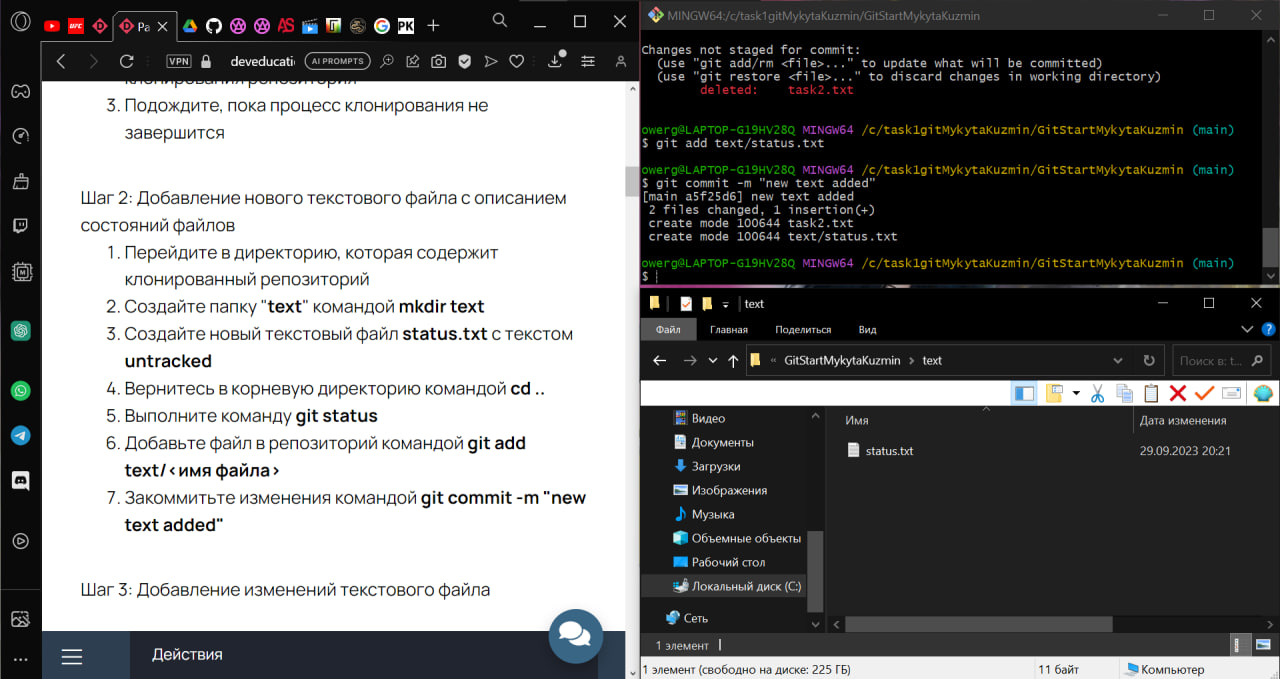 Pa
UFC
AS
PK
VPN
deveducati
AI PROMPTS
клонирования репозитория
3. Подождите, пока процесс клонирования не
завершится
Шаг 2: Добавление нового текстового файла с описанием
состояний файлов
1. Перейдите в директорию, которая содержит
клонированный репозиторий
2. Создайте папку "text" командой mkdir text
3. Создайте новый текстовый файл status.txt с текстом
untracked
4. Вернитесь в корневую директорию командой cd ..
5. Выполните команду git status
6. Добавьте файл в репозиторий командой git add
text/<имя файла>
7. Закоммитьте изменения командой git commit -m "new
text added"
Шаг 3: Добавление изменений текстового файла
Действия
MINGW64:/c/task1gitMykytaKuzmin/GitStartMykytaKuzmin
Changes not staged for commit:
(use "git add/rm <file>..." to update what will be committed)
(use "git restore <file>..." to discard changes in working directory)
deleted: task2.txt
owerg@LAPTOP-G19HV28Q MINGW64 /c/task1gitMykytaKuzmin/GitStartMykytaKuzmin (main)
$ git add text/status.txt
owerg@LAPTOP-G19HV28Q MINGW64 /c/task1gitMykytaKuzmin/GitStartMykytaKuzmin (main)
$ git commit -m "new text added"
[main a5f25d6] new text added
2 files changed, 1 insertion(+)
create mode 100644 task2.txt
create mode 100644 text/status.txt
owerg@LAPTOP-G19HV28Q MINGW64 /c/task1gitMykytaKuzmin/GitStartMykytaKuzmin (main)
$
text
Файл Главная Поделиться Вид
« GitStartMykytaKuzmin > text
Поиск в: t...
Имя Дата изменения
status.txt 29.09.2023 20:21
Видео
Документы
Загрузки
Изображения
Музыка
Объемные объекты
Рабочий стол
Локальный диск (C:)
Сеть
1 элемент
1 элемент (свободно на диске: 225 ГБ) 11 байт Компьютер